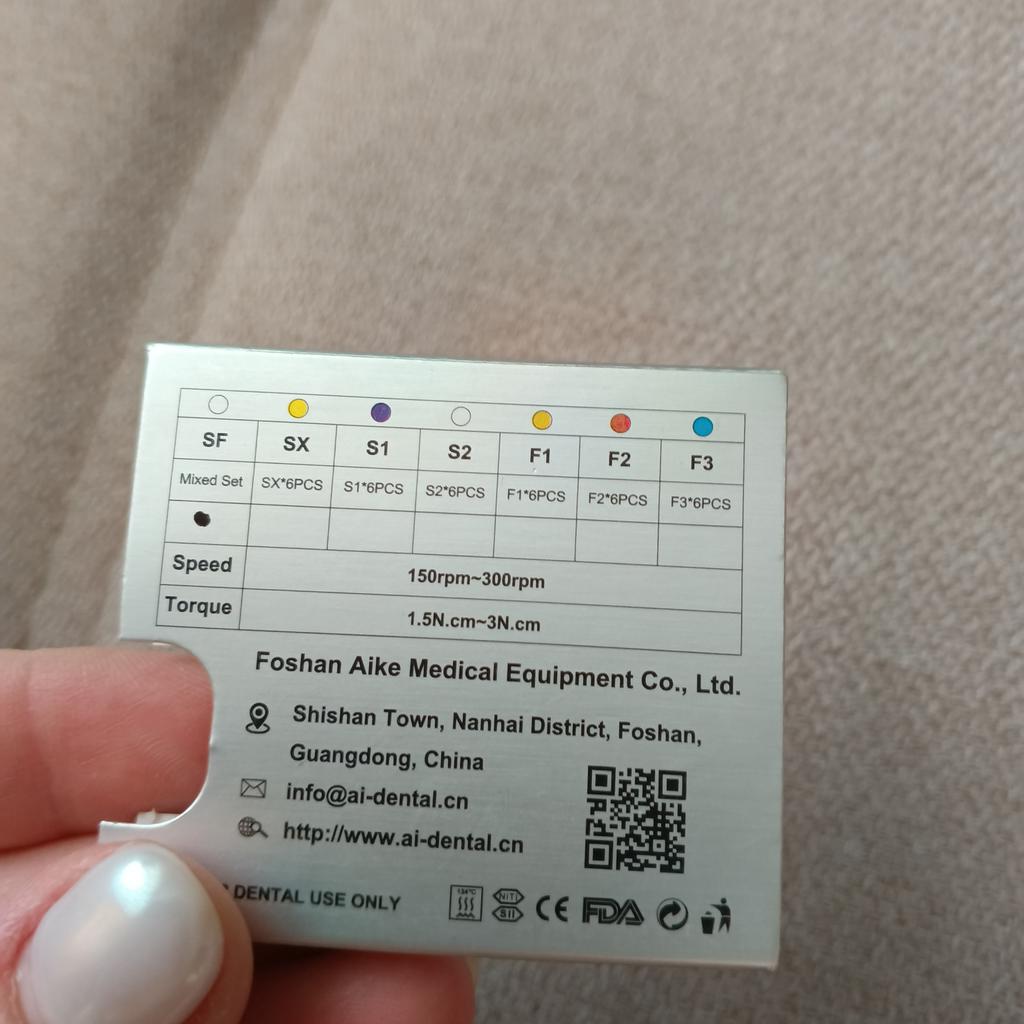 SF SX S1 S2 F1 F2 F3
Mixed Set SX*6PCS S1*6PCS S2*6PCS F1*6PCS F2*6PCS F3*6PCS
Speed 150rpm~300rpm
Torque 1.5N.cm~3N.cm
Foshan Aike Medical Equipment Co., Ltd.
Shishan Town, Nanhai District, Foshan,
Guangdong, China
info@ai-dental.cn
http://www.ai-dental.cn
DENTAL USE ONLY
134°C
NiTi
SII
CE FDA